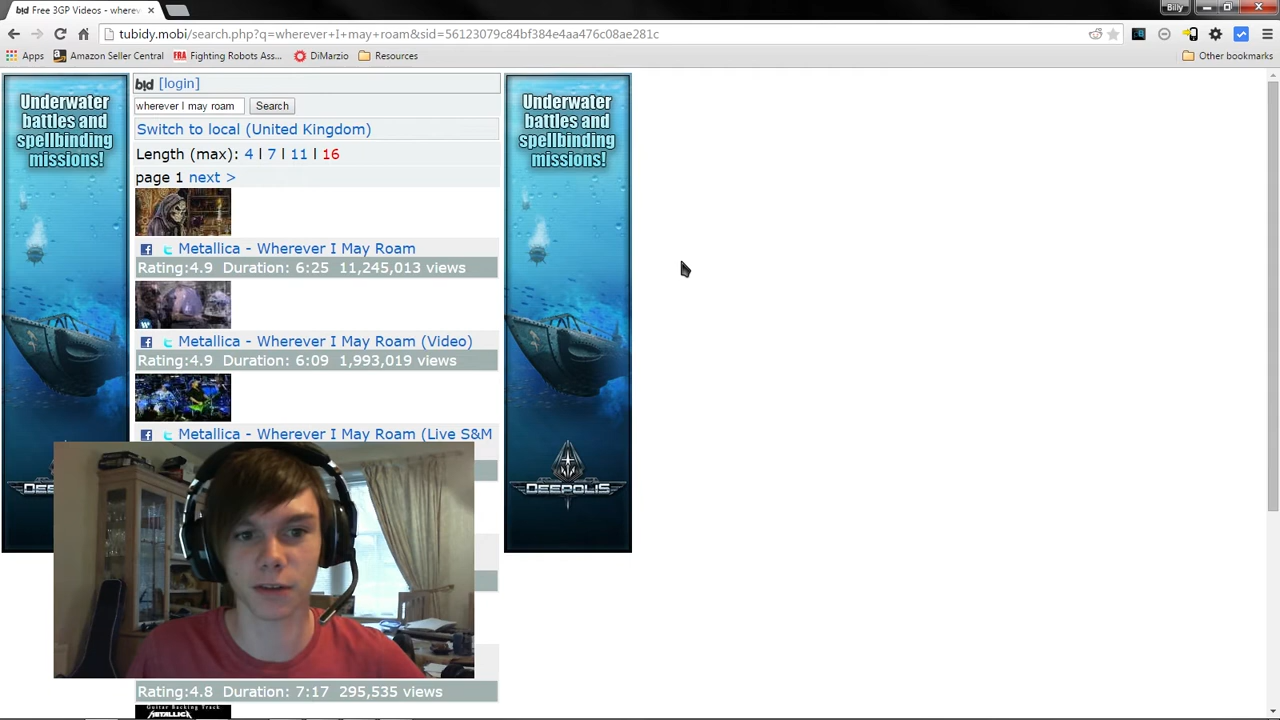 Free 3GP Videos - wherev
Billy
tubidy.mobi/search.php?q=wherever+I+may+roam&sid=56123079c84bf384e4aa476c08ae281c
Apps
Amazon Seller Central
FRA
Fighting Robots Ass...
DiMarzio
Resources
Other bookmarks
Underwater
battles and
spellbinding
missions!
[login]
wherever I may roam
Search
Switch to local (United Kingdom)
Length (max): 4 | 7 | 11 | 16
page 1 next >
Metallica - Wherever I May Roam
Rating:4.9 Duration: 6:25 11,245,013 views
Metallica - Wherever I May Roam (Video)
Rating:4.9 Duration: 6:09 1,993,019 views
Metallica - Wherever I May Roam (Live S&M
Rating:4.8 Duration: 7:17 295,535 views
Guitar Backing Track
METALLICA
Underwater
battles and
spellbinding
missions!
DEEPOLIS